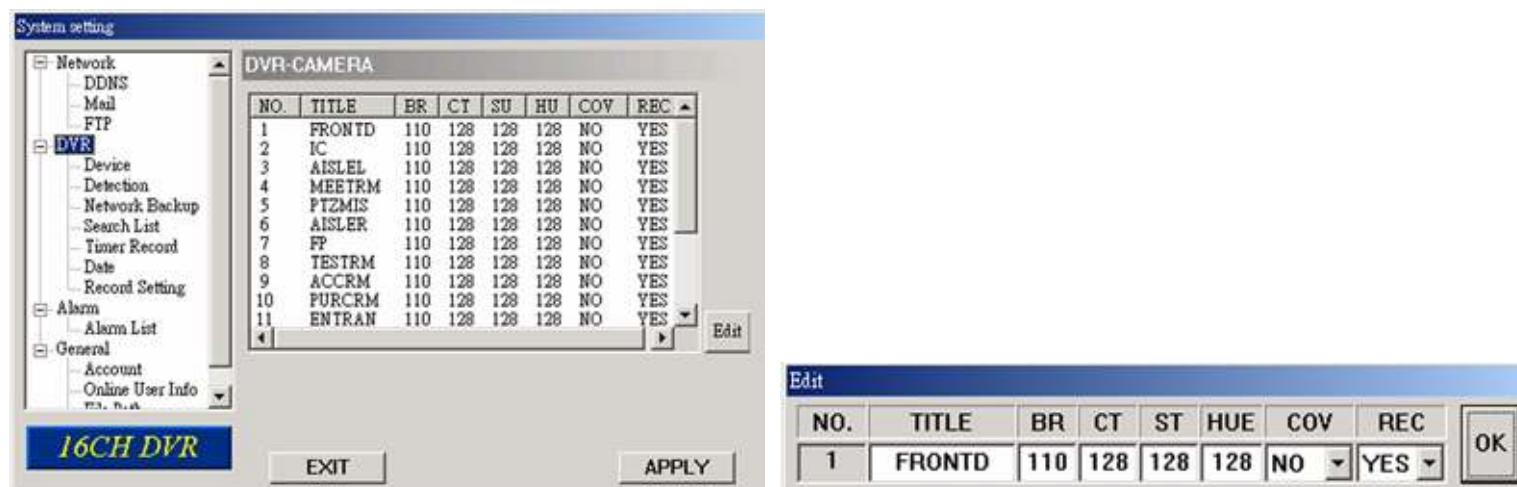 System setting
Network
DDNS
Mail
FTP
DVR
Device
Detection
Network Backup
Search List
Timer Record
Date
Record Setting
Alarm
Alarm List
General
Account
Online User Info
16CH DVR
DVR-CAMERA
NO. TITLE BR CT SU HU COV REC
1 FRONTD 110 128 128 128 NO YES
2 IC 110 128 128 128 NO YES
3 AISLEL 110 128 128 128 NO YES
4 MEETRM 110 128 128 128 NO YES
5 PTZMIS 110 128 128 128 NO YES
6 AISLER 110 128 128 128 NO YES
7 FP 110 128 128 128 NO YES
8 TESTRM 110 128 128 128 NO YES
9 ACCRM 110 128 128 128 NO YES
10 PURCRM 110 128 128 128 NO YES
11 ENTRAN 110 128 128 128 NO YES
Edit
EXIT APPLY
Edit
NO. TITLE BR CT ST HUE COV REC
1 FRONTD 110 128 128 128 NO YES
OK